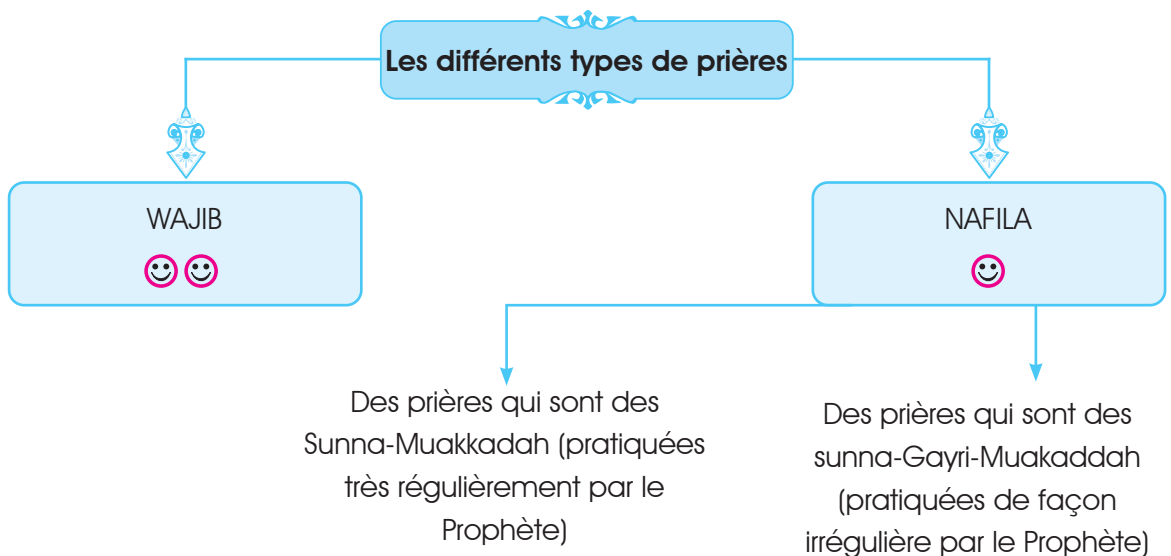 Les différents types de prières
WAJIB
NAFILA
Des prières qui sont des
Sunna-Muakkadah (pratiquées
très régulièrement par le
Prophète)
Des prières qui sont des
sunna-Gayri-Muakaddah
(pratiquées de façon
irrégulière par le Prophète)